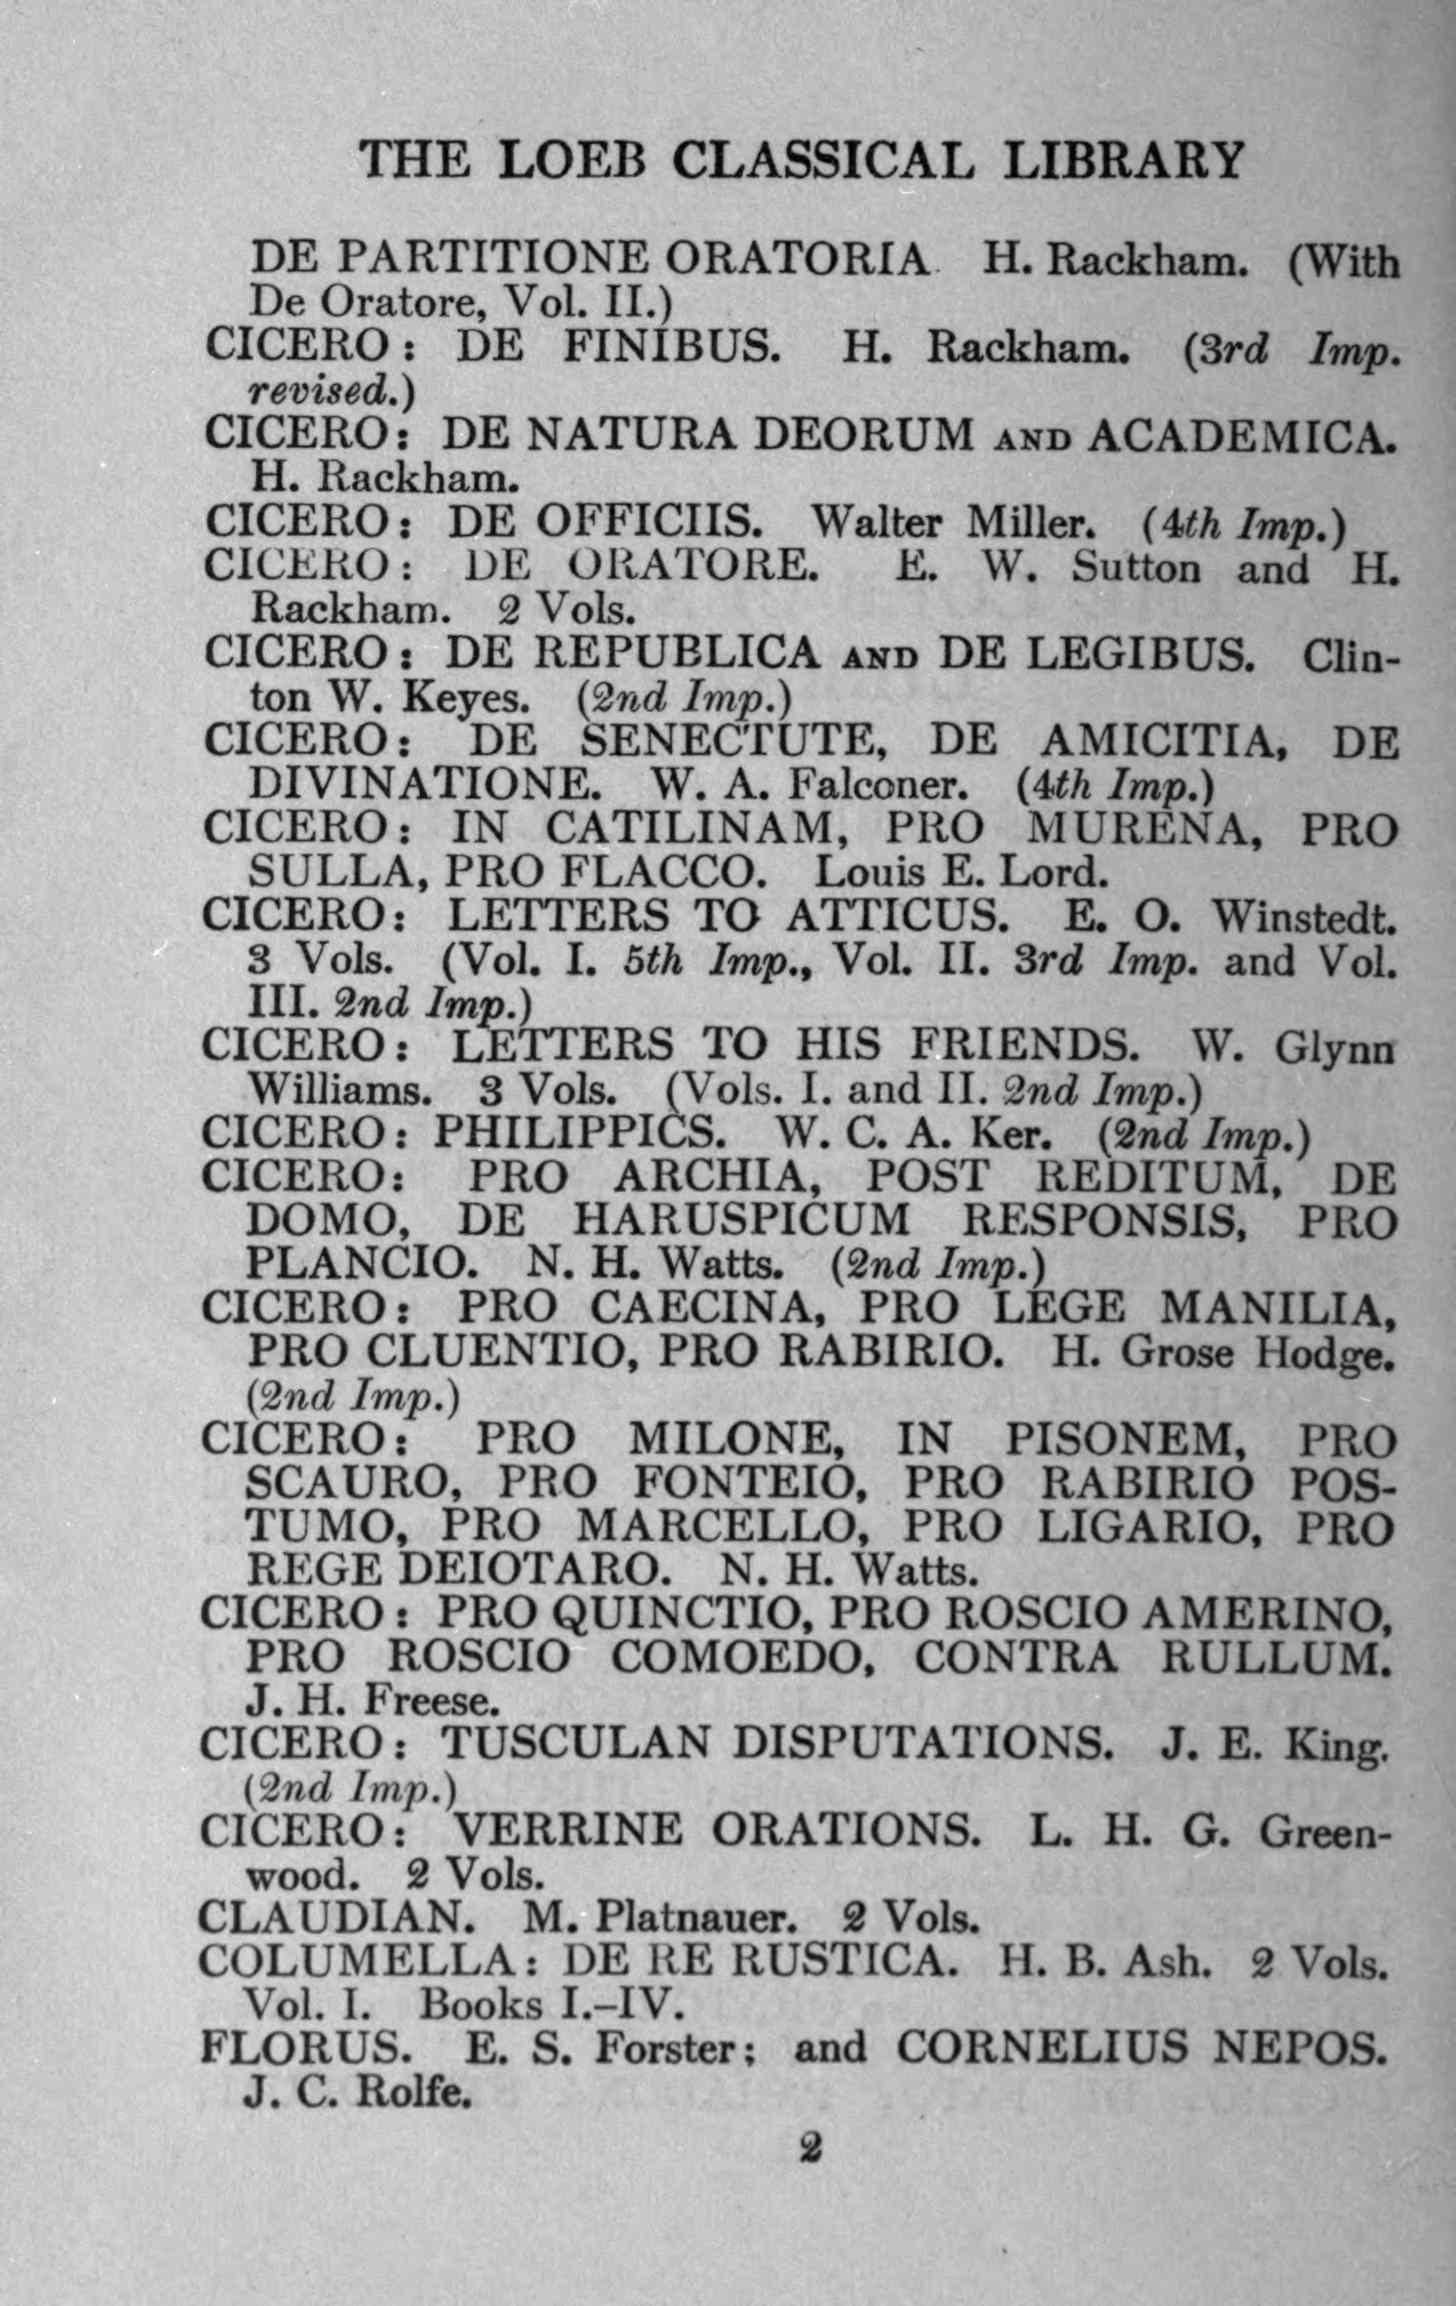 THE LOEB CLASSICAL LIBRARY
DE PARTITIONE ORATORIA. H. Rackham. (With
De Oratore, Vol. II.)
CICERO: DE FINIBUS. H. Rackham. (3rd Imp.
revised.)
CICERO: DE NATURA DEORUM AND ACADEMICA.
H. Rackham.
CICERO: DE OFFICIIS. Walter Miller. (4th Imp.)
CICERO: DE ORATORE. E. W. Sutton and H.
Rackham. 2 Vols.
CICERO: DE REPUBLICA AND DE LEGIBUS. Clin-
ton W. Keyes. (2nd Imp.)
CICERO: DE SENECTUTE, DE AMICITIA, DE
DIVINATIONE. W. A. Falconer. (4th Imp.)
CICERO: IN CATILINAM, PRO MURENA, PRO
SULLA, PRO FLACCO. Louis E. Lord.
CICERO: LETTERS TO ATTICUS. E. O. Winstedt.
3 Vols. (Vol. I. 5th Imp., Vol. II. 3rd Imp. and Vol.
III. 2nd Imp.)
CICERO: LETTERS TO HIS FRIENDS. W. Glynn
Williams. 3 Vols. (Vols. I. and II. 2nd Imp.)
CICERO: PHILIPPICS. W. C. A. Ker. (2nd Imp.)
CICERO: PRO ARCHIA, POST REDITUM, DE
DOMO, DE HARUSPICUM RESPONSIS, PRO
PLANCIO. N. H. Watts. (2nd Imp.)
CICERO: PRO CAECINA, PRO LEGE MANILIA,
PRO CLUENTIO, PRO RABIRIO. H. Grose Hodge.
(2nd Imp.)
CICERO: PRO MILONE, IN PISONEM, PRO
SCAURO, PRO FONTEIO, PRO RABIRIO POS-
TUMO, PRO MARCELLO, PRO LIGARIO, PRO
REGE DEIOTARO. N. H. Watts.
CICERO: PRO QUINCTIO, PRO ROSCIO AMERINO,
PRO ROSCIO COMOEDO, CONTRA RULLUM.
J. H. Freese.
CICERO: TUSCULAN DISPUTATIONS. J. E. King.
(2nd Imp.)
CICERO: VERRINE ORATIONS. L. H. G. Green-
wood. 2 Vols.
CLAUDIAN. M. Platnauer. 2 Vols.
COLUMELLA: DE RE RUSTICA. H. B. Ash. 2 Vols.
Vol. I. Books I.–IV.
FLORUS. E. S. Forster; and CORNELIUS NEPOS.
J. C. Rolfe.
2